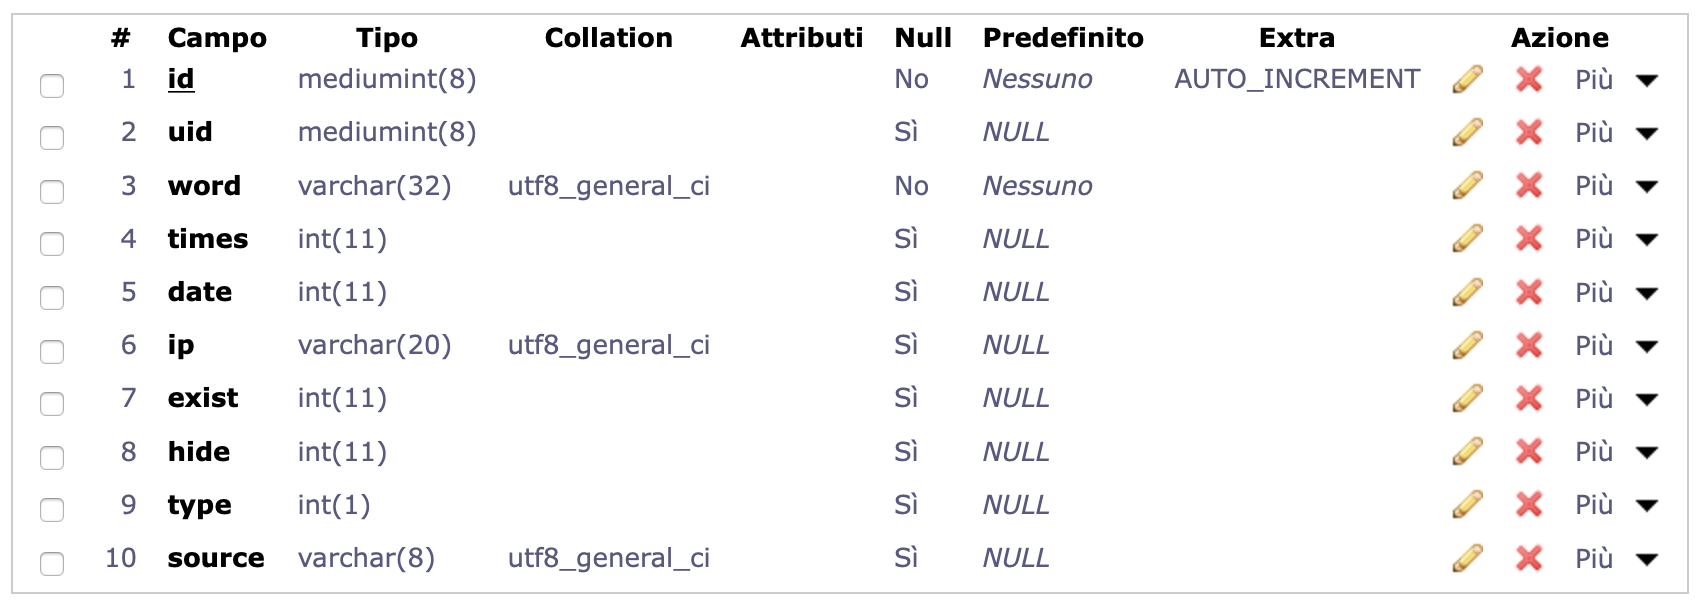 # Campo Tipo Collation Attributi Null Predefinito Extra Azione
1 id mediumint(8) No Nessuno AUTO_INCREMENT Più
2 uid mediumint(8) Sì NULL Più
3 word varchar(32) utf8_general_ci No Nessuno Più
4 times int(11) Sì NULL Più
5 date int(11) Sì NULL Più
6 ip varchar(20) utf8_general_ci Sì NULL Più
7 exist int(11) Sì NULL Più
8 hide int(11) Sì NULL Più
9 type int(1) Sì NULL Più
10 source varchar(8) utf8_general_ci Sì NULL Più